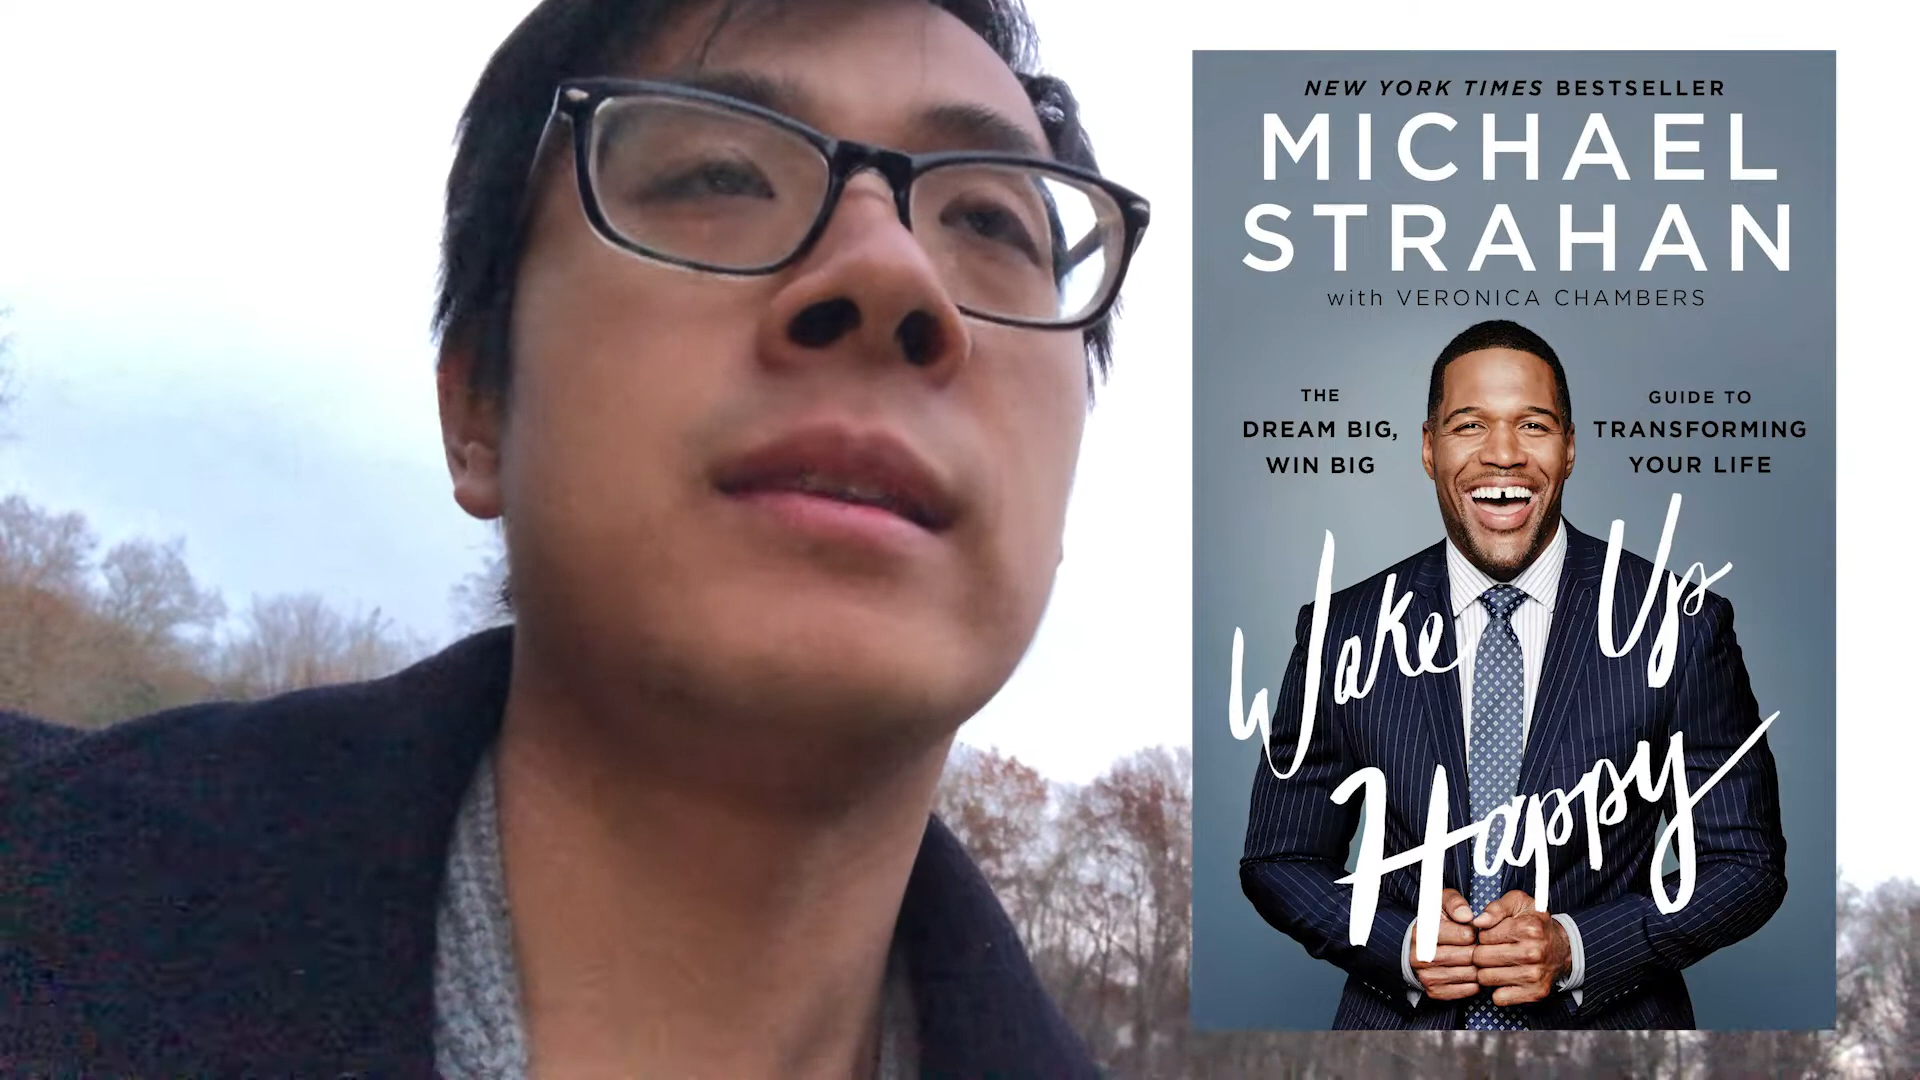 NEW YORK TIMES BESTSELLER
MICHAEL
STRAHAN
with VERONICA CHAMBERS
THE
DREAM BIG,
WIN BIG
GUIDE TO
TRANSFORMING
YOUR LIFE
Wake Up
Happy